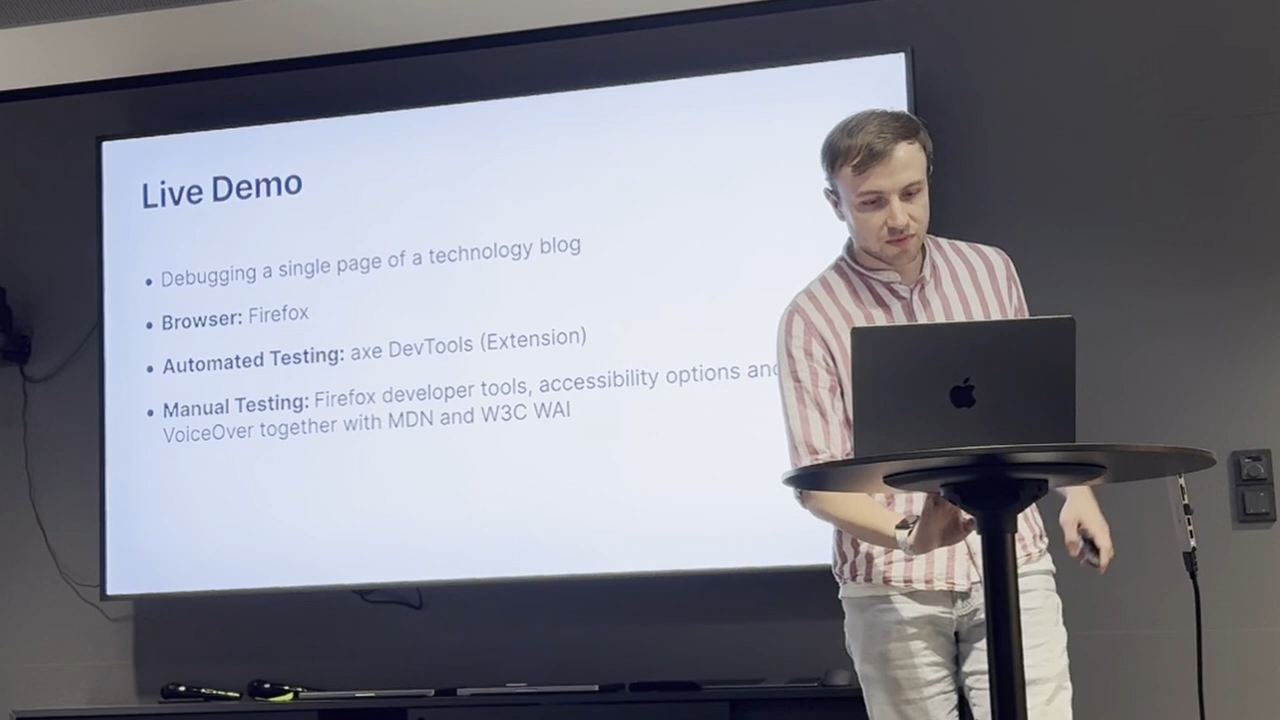 Live Demo
• Debugging a single page of a technology blog
• Browser: Firefox
• Automated Testing: axe DevTools (Extension)
• Manual Testing: Firefox developer tools, accessibility options and
VoiceOver together with MDN and W3C WAI